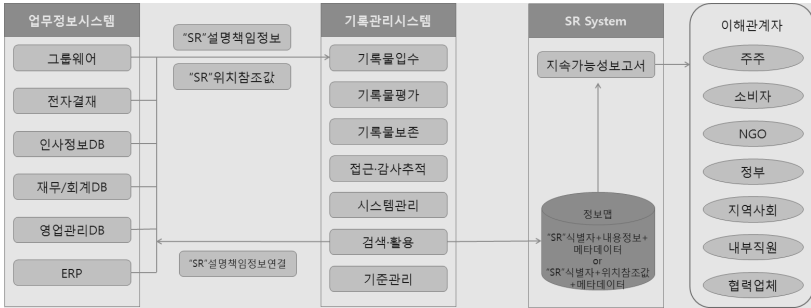 업무정보시스템
그룹웨어
전자결재
인사정보DB
재무/회계DB
영업관리DB
ERP
"SR"설명책임정보
"SR"위치참조값
"SR"설명책임정보연결
기록관리시스템
기록물입수
기록물평가
기록물보존
접근·감사추적
시스템관리
검색·활용
기준관리
SR System
지속가능성보고서
정보맵
"SR"식별자+내용정보+
메타데이터
or
"SR"식별자+위치참조값
+메타데이터
이해관계자
주주
소비자
NGO
정부
지역사회
내부직원
협력업체